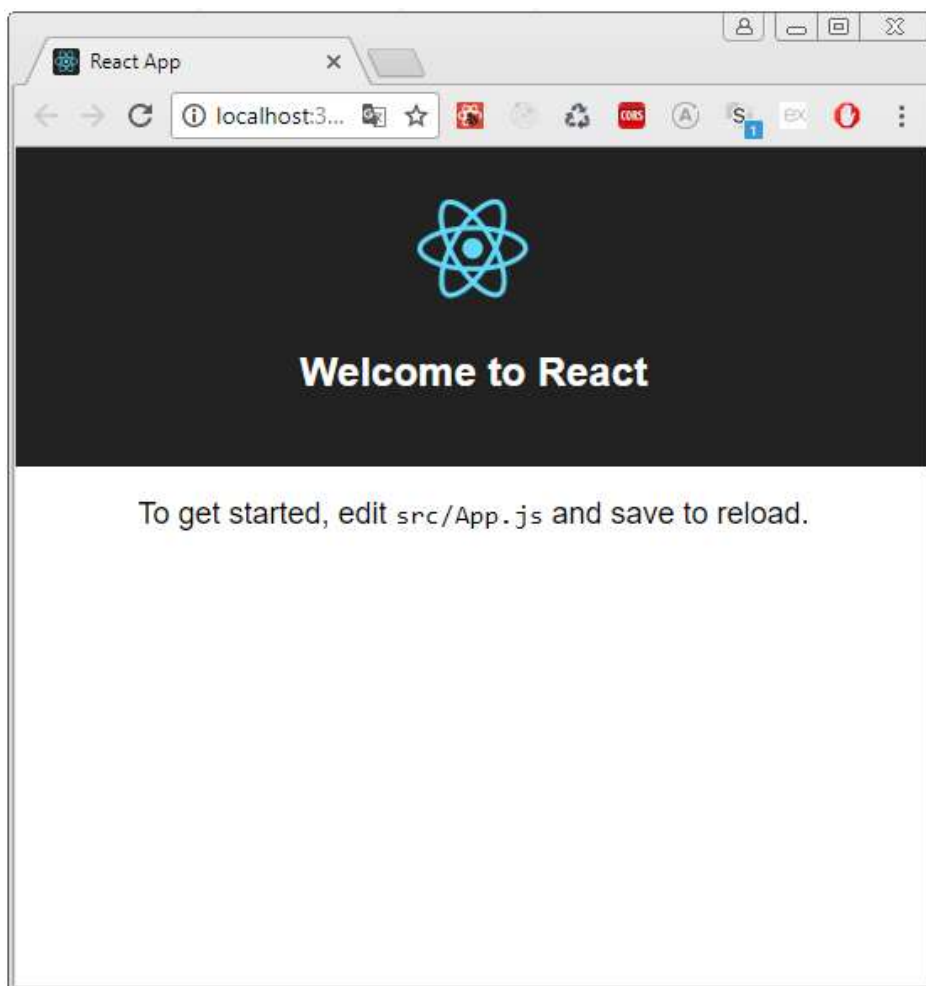 React App
localhost:3...
CORS
A
S
1
ex
Welcome to React
To get started, edit src/App.js and save to reload.